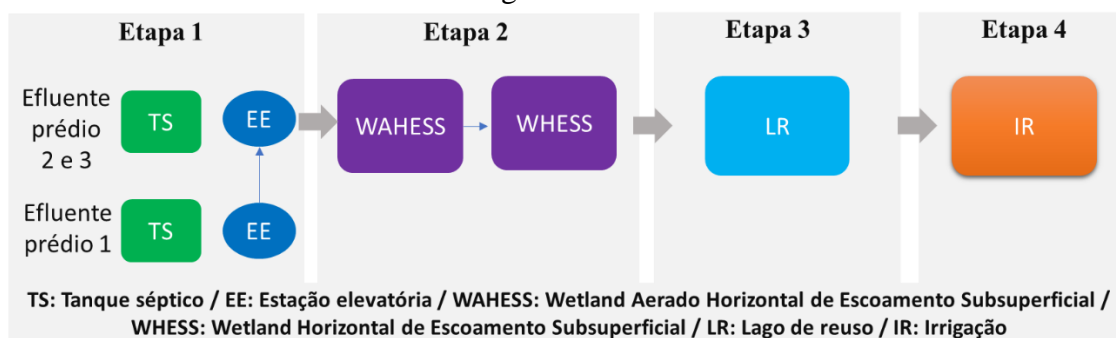 Etapa 1
Etapa 2
Etapa 3
Etapa 4
Efluente
prédio
2 e 3
TS
EE
WAHESS
WHESS
LR
IR
Efluente
prédio 1
TS
EE
TS: Tanque séptico / EE: Estação elevatória / WAHESS: Wetland Aerado Horizontal de Escoamento Subsuperficial /
WHESS: Wetland Horizontal de Escoamento Subsuperficial / LR: Lago de reuso / IR: Irrigação